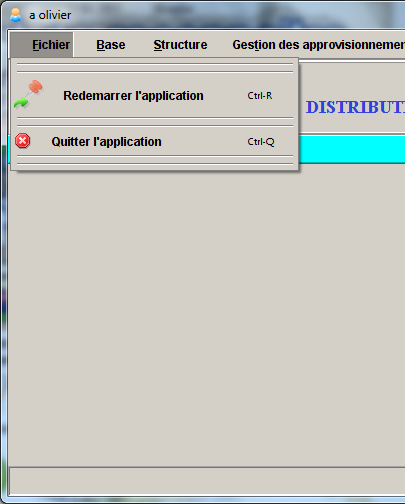 a olivier
Fichier Base Structure Gestion des approvisionnemen
Redemarrer l'application Ctrl-R
DISTRIBUT
Quitter l'application Ctrl-Q